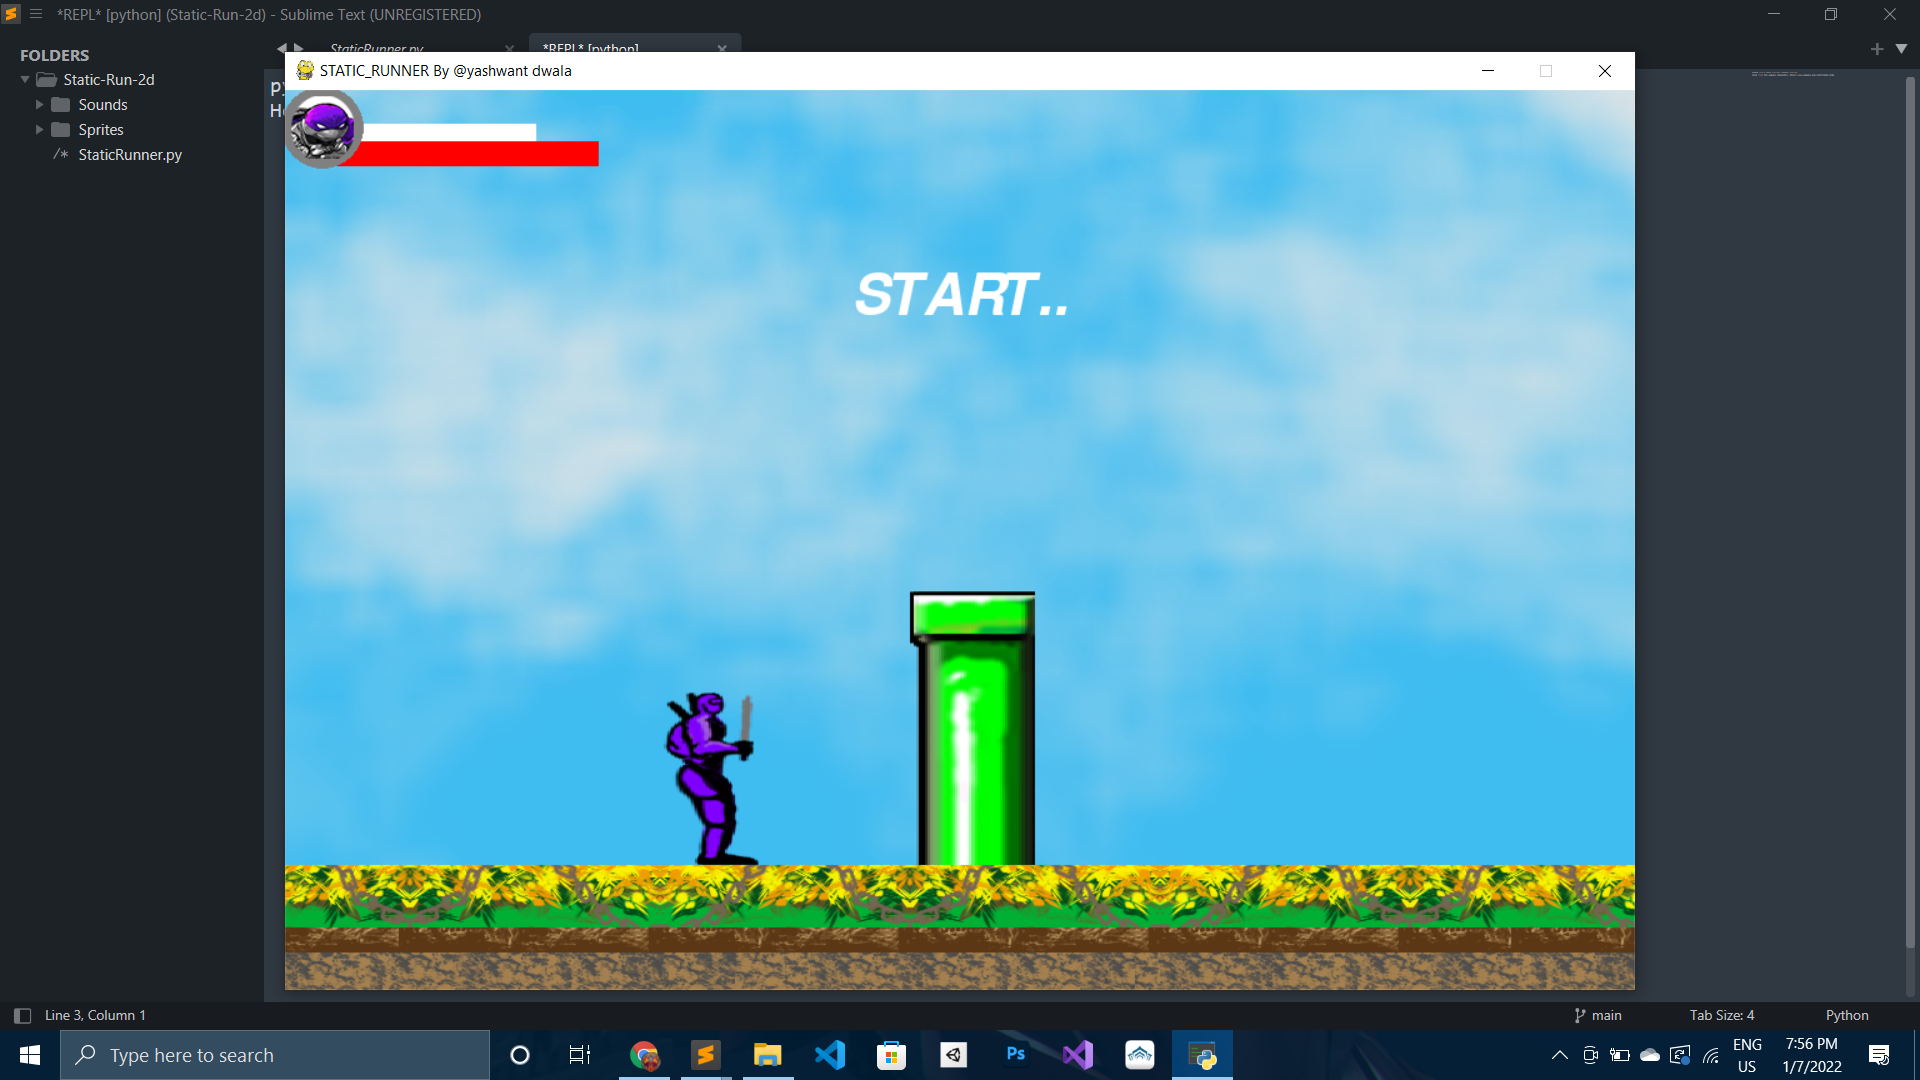 *REPL* [python] (Static-Run-2d) - Sublime Text (UNREGISTERED)
FOLDERS
Static-Run-2d
Sounds
Sprites
/* StaticRunner.py
StaticRunner.py
*REPL* [python]
STATIC_RUNNER By @yashwant dwala
START..
Line 3, Column 1
main
Tab Size: 4
Python
Type here to search
Ps
ENG
US
7:56 PM
1/7/2022